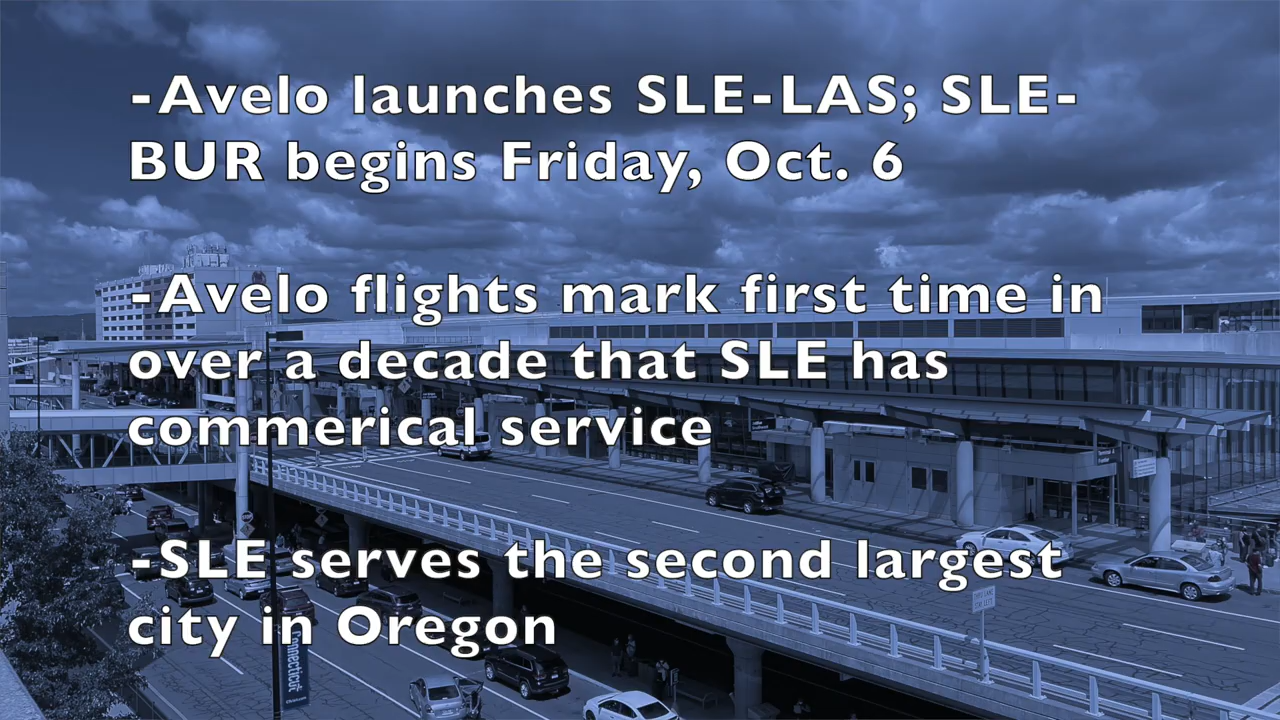 -Avelo launches SLE-LAS; SLE-
BUR begins Friday, Oct. 6
-Avelo flights mark first time in
over a decade that SLE has
commerical service
-SLE serves the second largest
city in Oregon
Connecticut